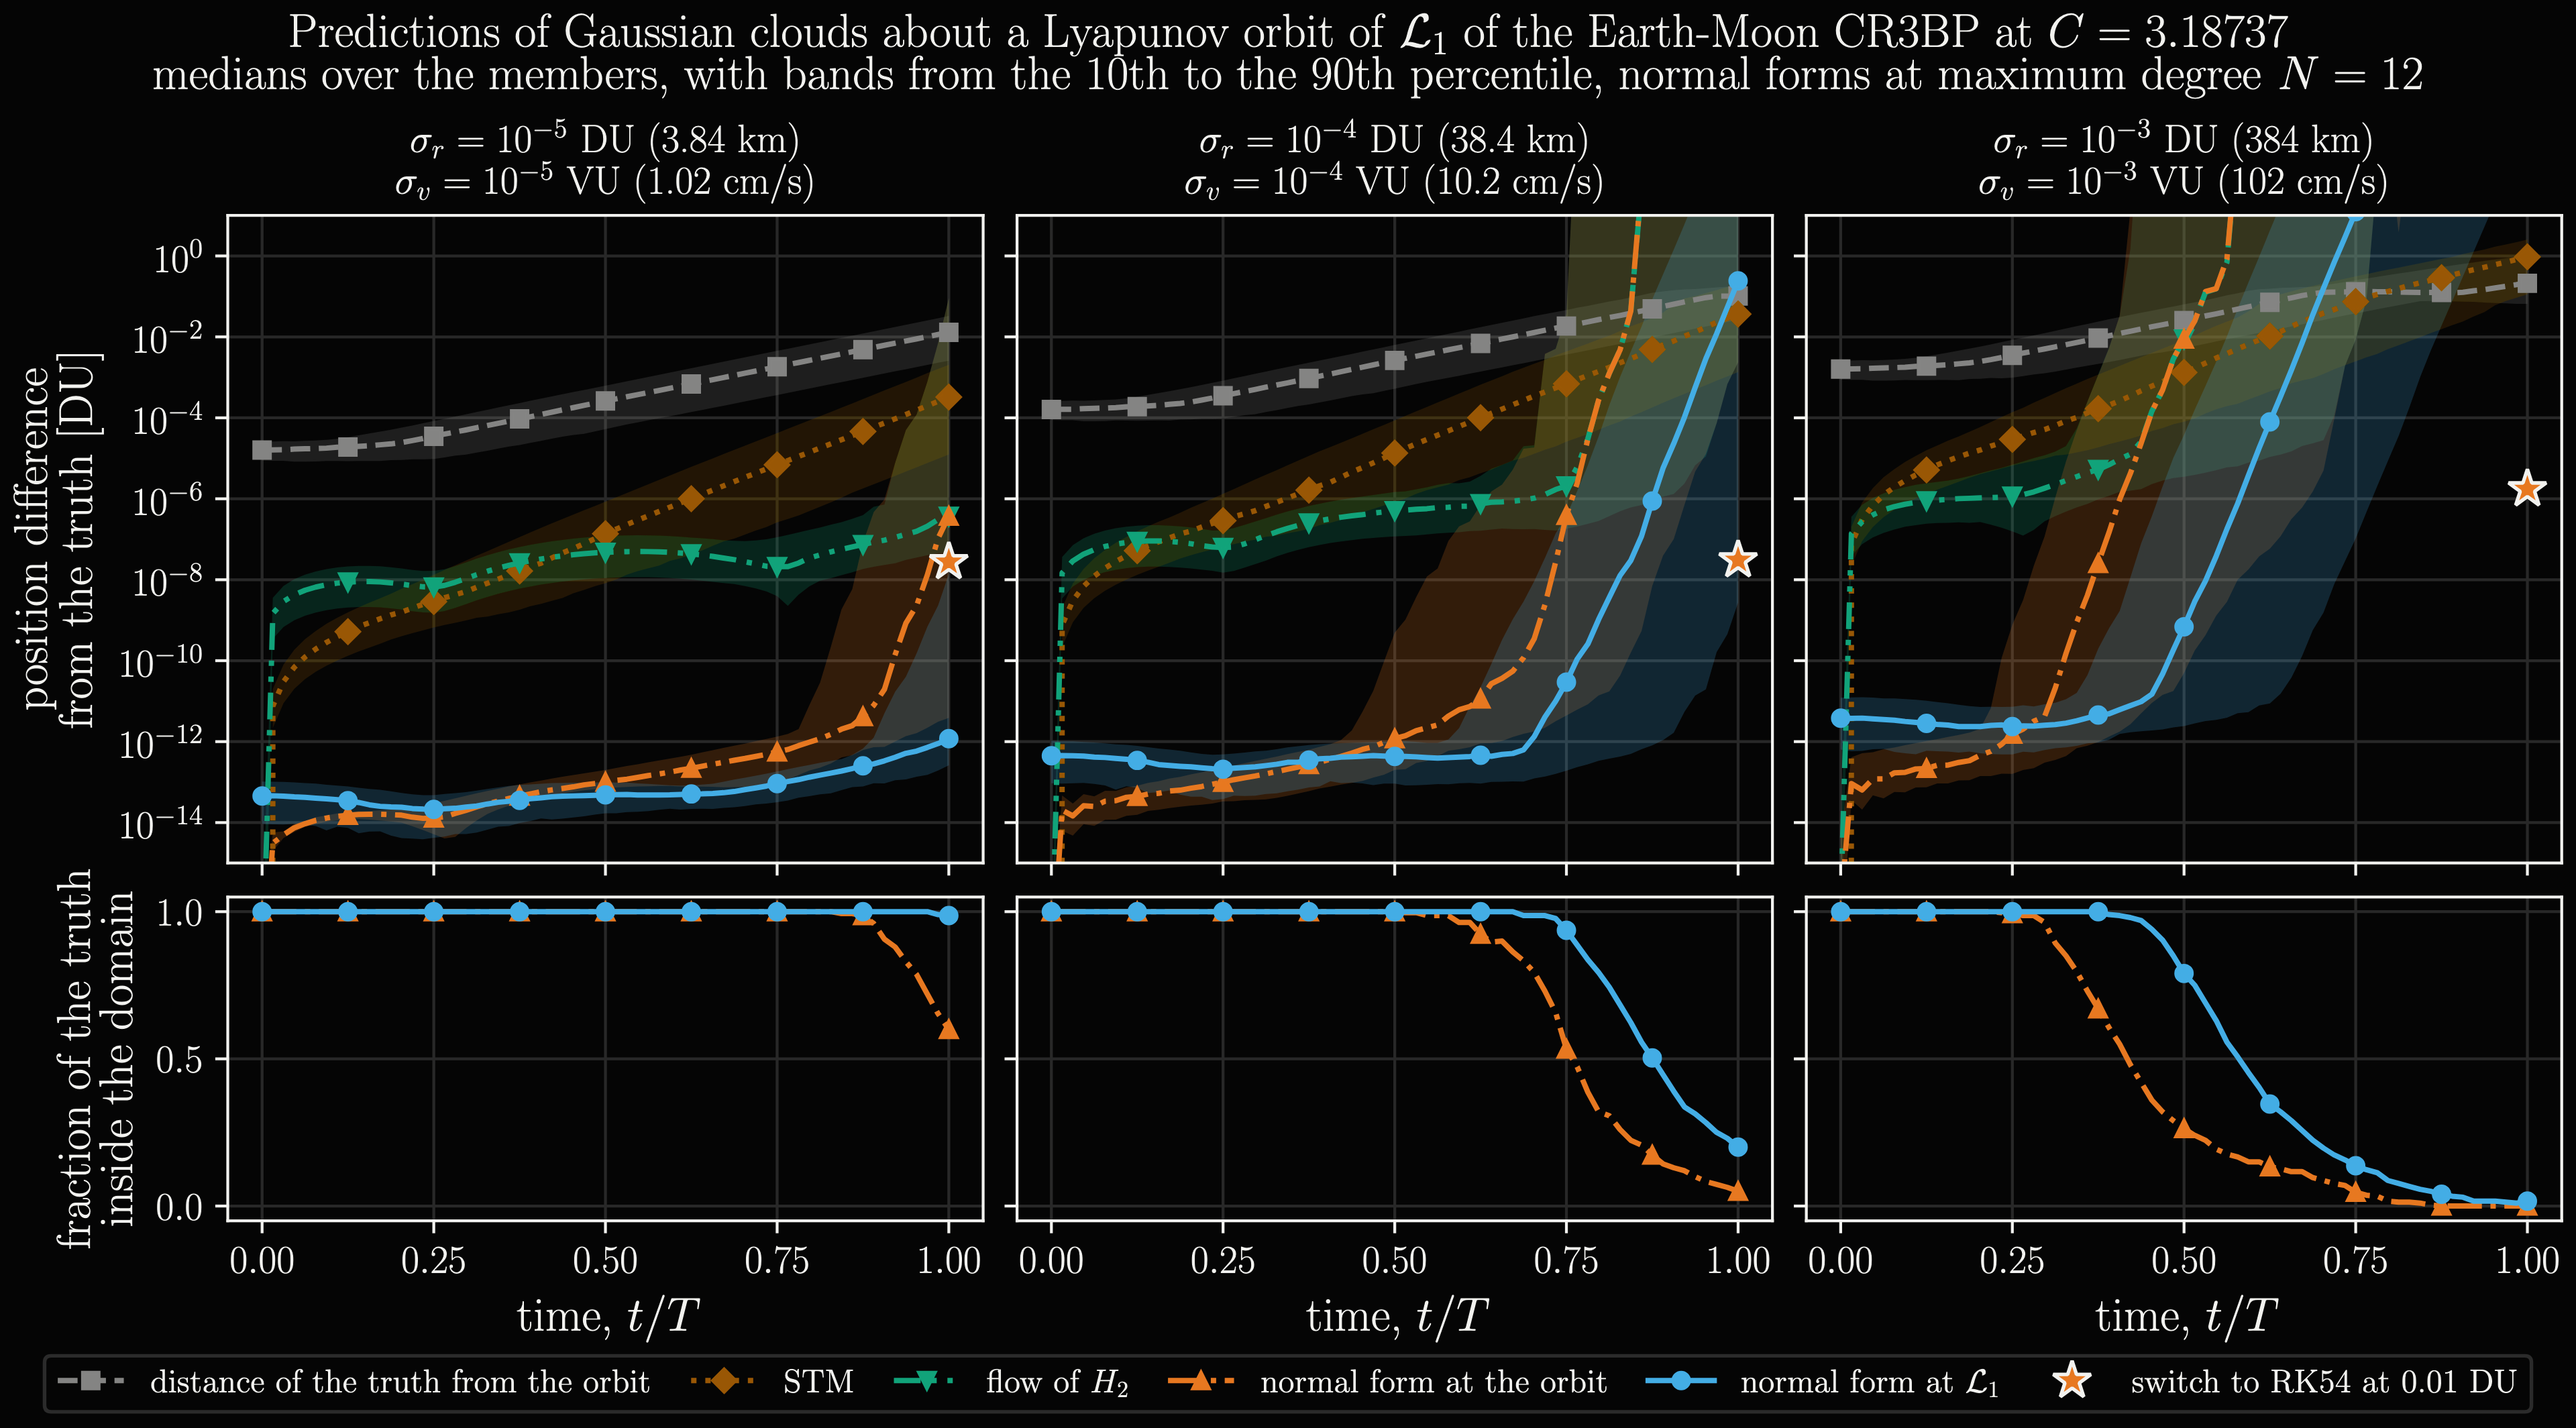 Predictions of Gaussian clouds about a Lyapunov orbit of 𝓛₁ of the Earth-Moon CR3BP at C = 3.18737
medians over the members, with bands from the 10th to the 90th percentile, normal forms at maximum degree N = 12
σᵣ = 10⁻⁵ DU (3.84 km)
σᵥ = 10⁻⁵ VU (1.02 cm/s)
σᵣ = 10⁻⁴ DU (38.4 km)
σᵥ = 10⁻⁴ VU (10.2 cm/s)
σᵣ = 10⁻³ DU (384 km)
σᵥ = 10⁻³ VU (102 cm/s)
position difference
from the truth [DU]
10⁰
10⁻²
10⁻⁴
10⁻⁶
10⁻⁸
10⁻¹⁰
10⁻¹²
10⁻¹⁴
fraction of the truth
inside the domain
1.0
0.5
0.0
0.00 0.25 0.50 0.75 1.00
0.00 0.25 0.50 0.75 1.00
0.00 0.25 0.50 0.75 1.00
time, t/T
time, t/T
time, t/T
distance of the truth from the orbit
STM
flow of H₂
normal form at the orbit
normal form at 𝓛₁
switch to RK54 at 0.01 DU